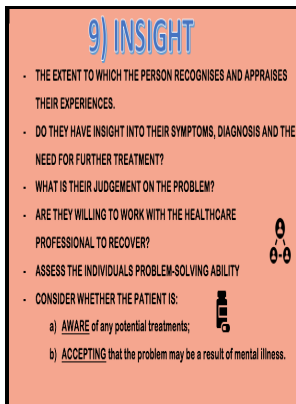 9) INSIGHT
- THE EXTENT TO WHICH THE PERSON RECOGNISES AND APPRAISES
THEIR EXPERIENCES.
- DO THEY HAVE INSIGHT INTO THEIR SYMPTOMS, DIAGNOSIS AND THE
NEED FOR FURTHER TREATMENT?
- WHAT IS THEIR JUDGEMENT ON THE PROBLEM?
- ARE THEY WILLING TO WORK WITH THE HEALTHCARE
PROFESSIONAL TO RECOVER?
- ASSESS THE INDIVIDUALS PROBLEM-SOLVING ABILITY
- CONSIDER WHETHER THE PATIENT IS:
a) AWARE of any potential treatments;
b) ACCEPTING that the problem may be a result of mental illness.